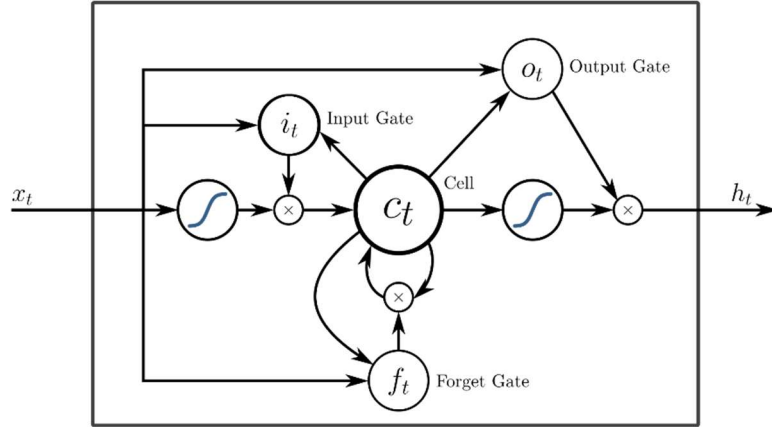 o_t Output Gate
i_t Input Gate
Cell
x_t
c_t
h_t
×
×
×
f_t Forget Gate